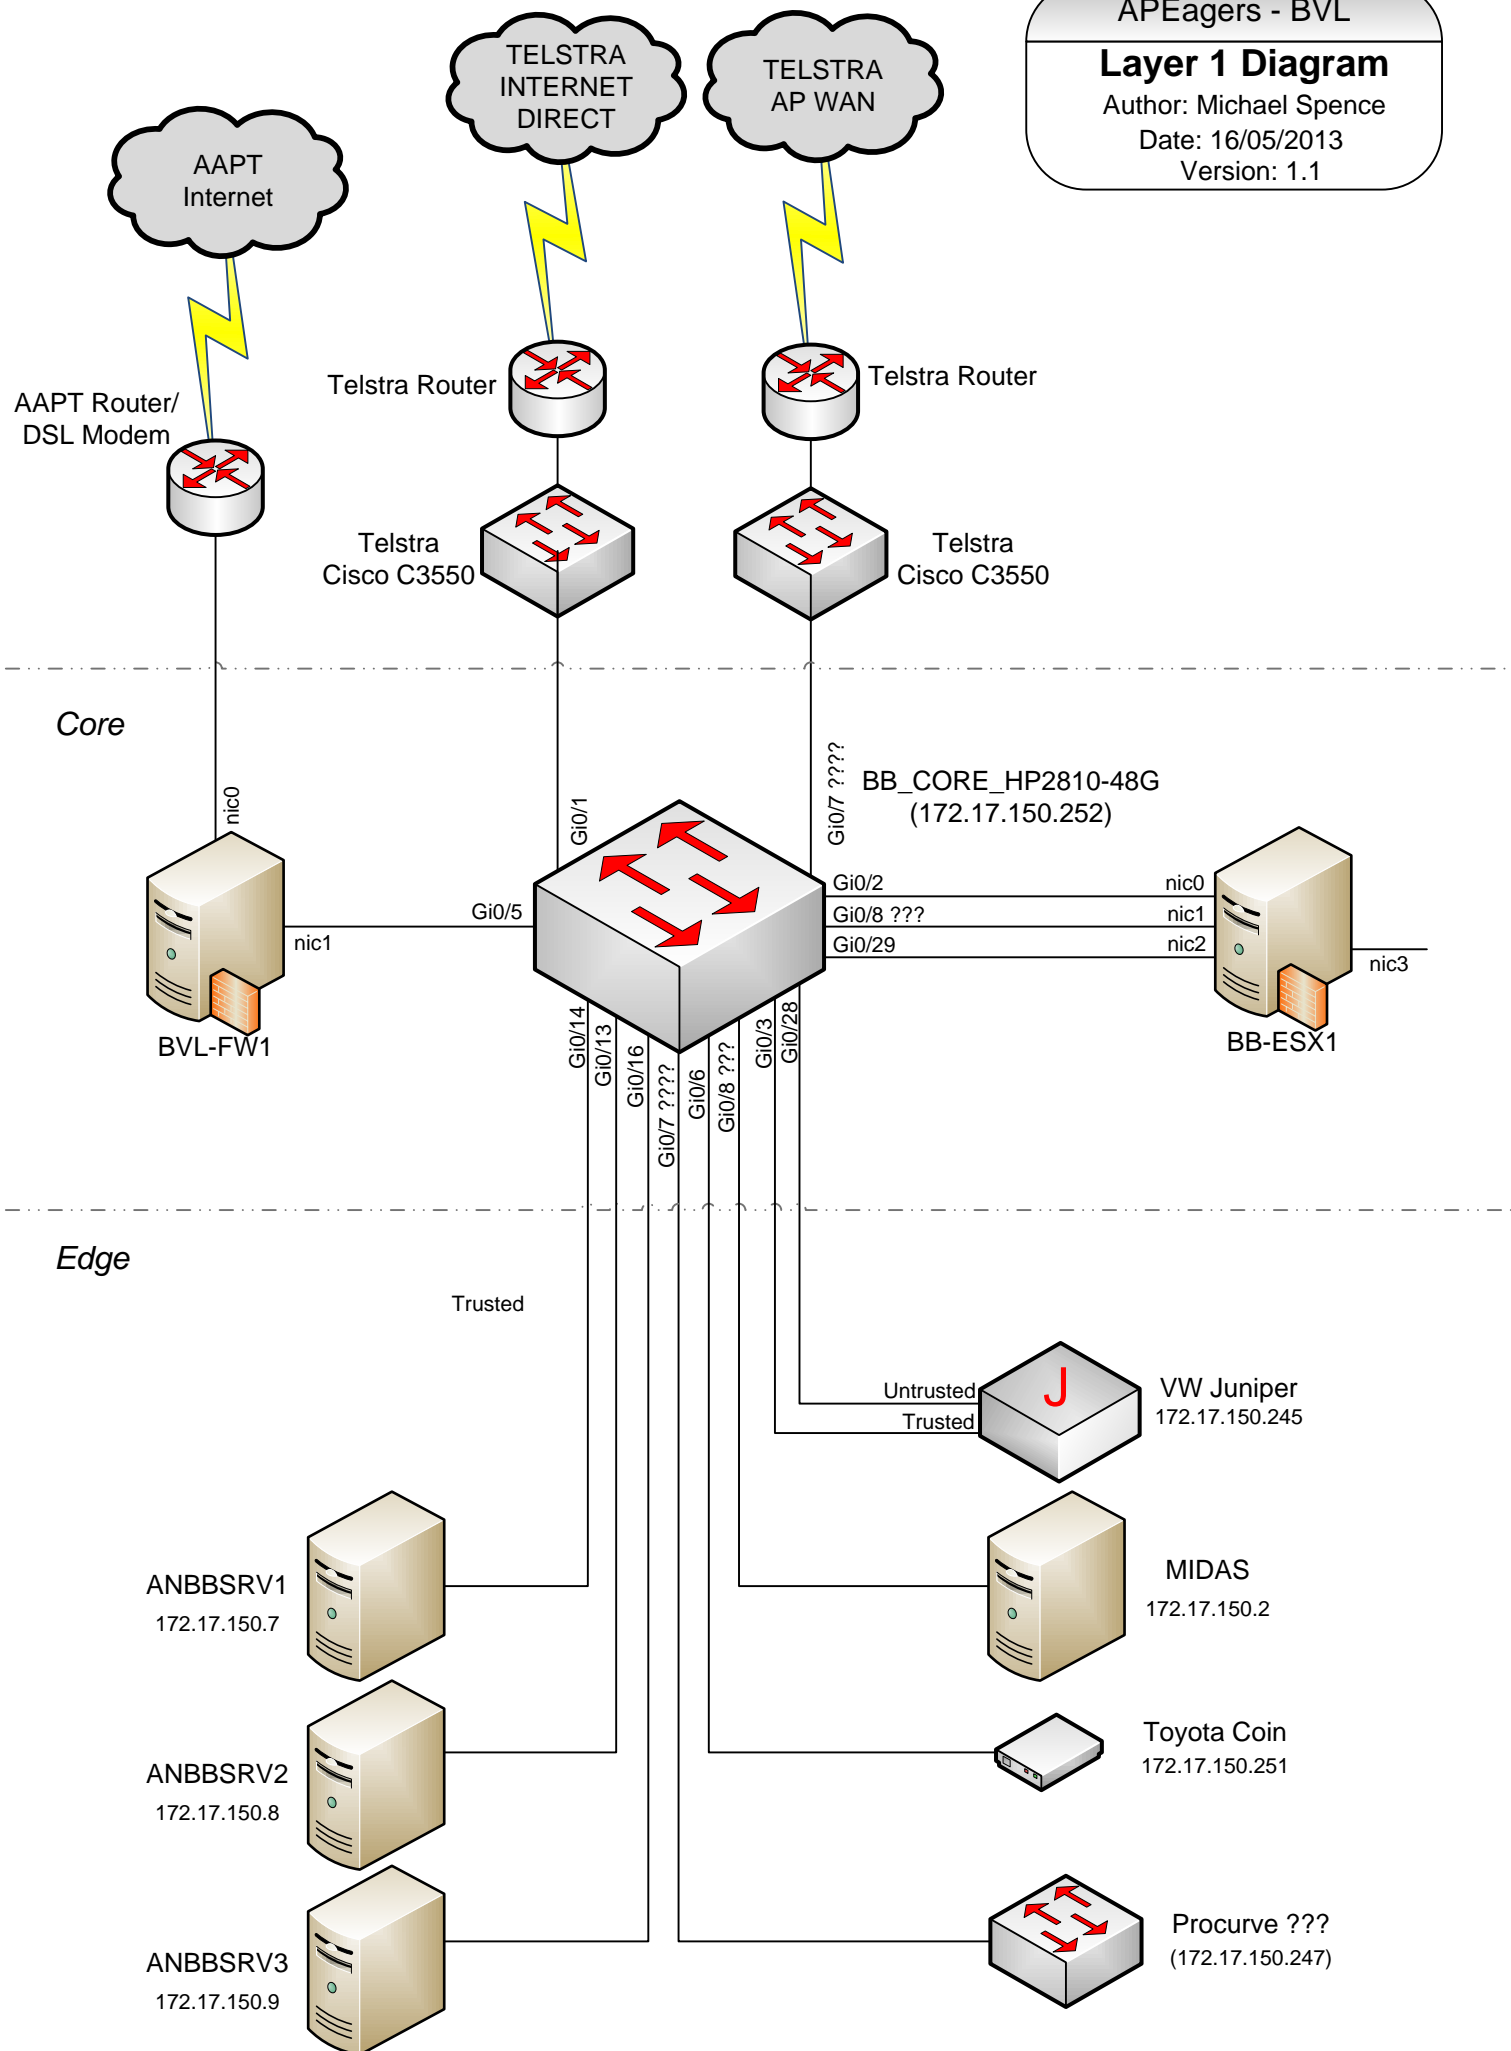 APEagers - BVL
Layer 1 Diagram
Author: Michael Spence
Date: 16/05/2013
Version: 1.1
TELSTRA
INTERNET
DIRECT
TELSTRA
AP WAN
AAPT
Internet
Telstra Router
Telstra Router
AAPT Router/
DSL Modem
Telstra
Cisco C3550
Telstra
Cisco C3550
Core
nic0
Gi0/1
Gi0/7 ????
BB_CORE_HP2810-48G
(172.17.150.252)
Gi0/5
nic1
Gi0/2
nic0
Gi0/8 ???
nic1
Gi0/29
nic2
nic3
BVL-FW1
BB-ESX1
Gi0/14
Gi0/13
Gi0/16
Gi0/7 ????
Gi0/6
Gi0/8 ???
Gi0/3
Gi0/28
Edge
Trusted
Untrusted
Trusted
VW Juniper
172.17.150.245
ANBBSRV1
172.17.150.7
MIDAS
172.17.150.2
ANBBSRV2
172.17.150.8
Toyota Coin
172.17.150.251
ANBBSRV3
172.17.150.9
Procurve ???
(172.17.150.247)
J